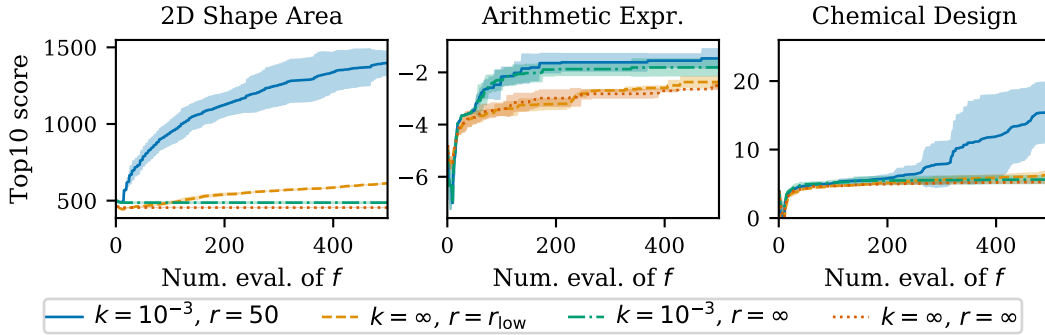 2D Shape Area Arithmetic Expr. Chemical Design
Top10 score
1500
1000
500
0 200 400
Num. eval. of f
−2
−4
−6
0 200 400
Num. eval. of f
20
10
0
0 200 400
Num. eval. of f
k = 10⁻³, r = 50 k = ∞, r = r_low k = 10⁻³, r = ∞ k = ∞, r = ∞